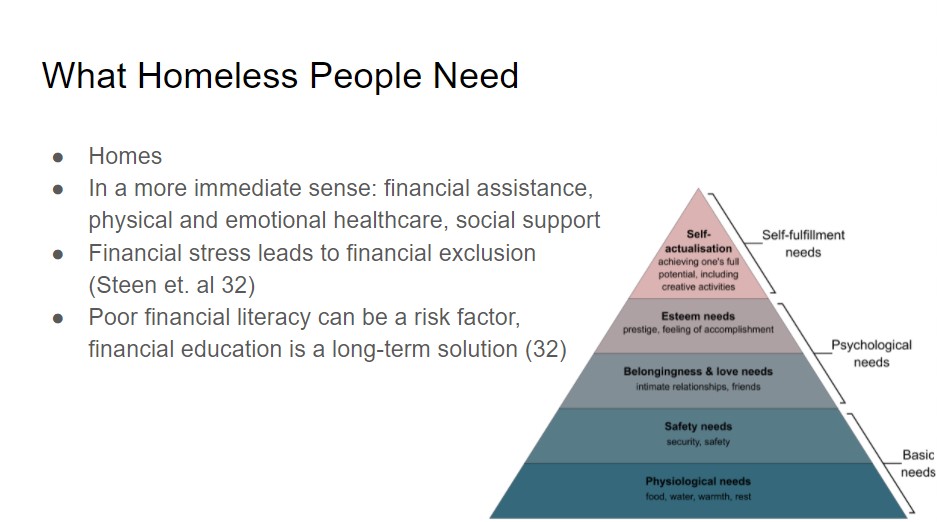 What Homeless People Need
● Homes
● In a more immediate sense: financial assistance,
physical and emotional healthcare, social support
● Financial stress leads to financial exclusion
(Steen et. al 32)
● Poor financial literacy can be a risk factor,
financial education is a long-term solution (32)
Self-
actualisation
achieving one's full
potential, including
creative activities
Self-fulfillment
needs
Esteem needs
prestige, feeling of accomplishment
Belongingness & love needs
intimate relationships, friends
Psychological
needs
Safety needs
security, safety
Physiological needs
food, water, warmth, rest
Basic
needs